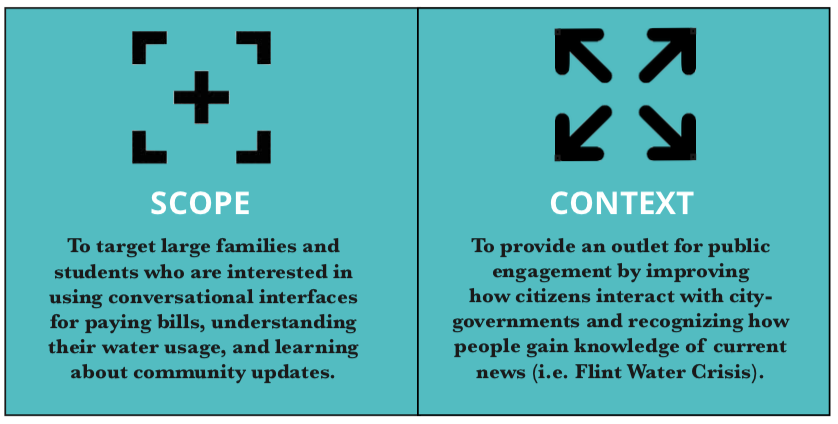 SCOPE
To target large families and
students who are interested in
using conversational interfaces
for paying bills, understanding
their water usage, and learning
about community updates.
CONTEXT
To provide an outlet for public
engagement by improving
how citizens interact with city-
governments and recognizing how
people gain knowledge of current
news (i.e. Flint Water Crisis).